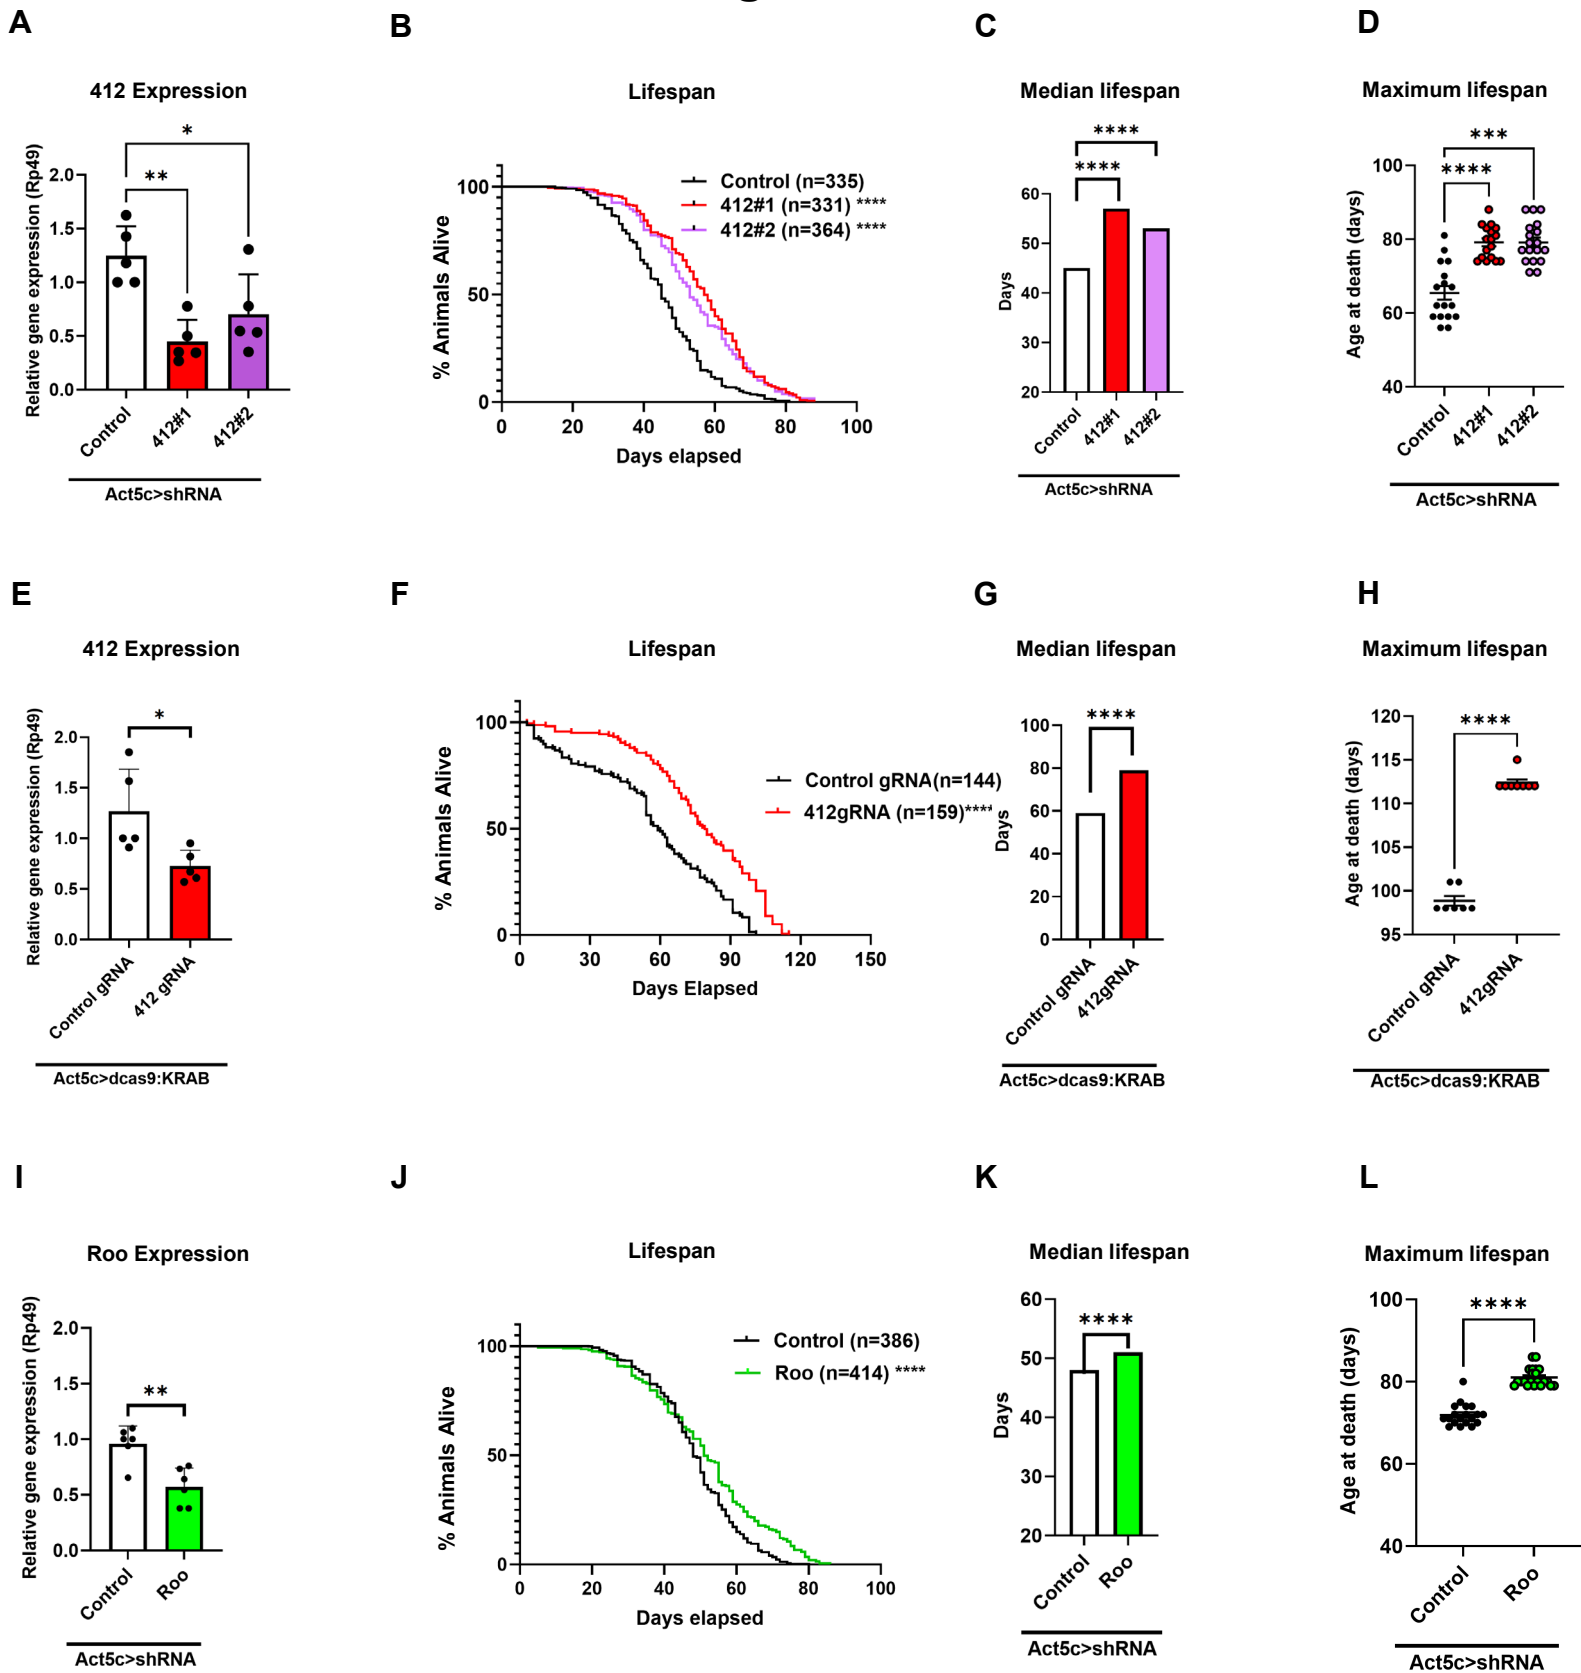 A
412 Expression
Relative gene expression (Rp49)
2.0
1.5
1.0
0.5
0.0
*
**
Control
412#1
412#2
Act5c>shRNA
B
Lifespan
% Animals Alive
100
50
0
0 20 40 60 80 100
Days elapsed
Control (n=335)
412#1 (n=331) ****
412#2 (n=364) ****
C
Median lifespan
Days
60
50
40
30
20
****
****
Control
412#1
412#2
Act5c>shRNA
D
Maximum lifespan
Age at death (days)
100
80
60
40
***
****
Control
412#1
412#2
Act5c>shRNA
E
412 Expression
Relative gene expression (Rp49)
2.0
1.5
1.0
0.5
0.0
*
Control gRNA
412 gRNA
Act5c>dcas9:KRAB
F
Lifespan
% Animals Alive
100
50
0
0 30 60 90 120 150
Days Elapsed
Control gRNA(n=144)
412gRNA (n=159)****
G
Median lifespan
Days
100
80
60
40
20
0
****
Control gRNA
412gRNA
Act5c>dcas9:KRAB
H
Maximum lifespan
Age at death (days)
120
115
110
105
100
95
****
Control gRNA
412gRNA
Act5c>dcas9:KRAB
I
Roo Expression
Relative gene expression (Rp49)
2.0
1.5
1.0
0.5
0.0
**
Control
Roo
Act5c>shRNA
J
Lifespan
% Animals Alive
100
50
0
0 20 40 60 80 100
Days elapsed
Control (n=386)
Roo (n=414) ****
K
Median lifespan
Days
60
50
40
30
20
****
Control
Roo
Act5c>shRNA
L
Maximum lifespan
Age at death (days)
100
80
60
40
****
Control
Roo
Act5c>shRNA